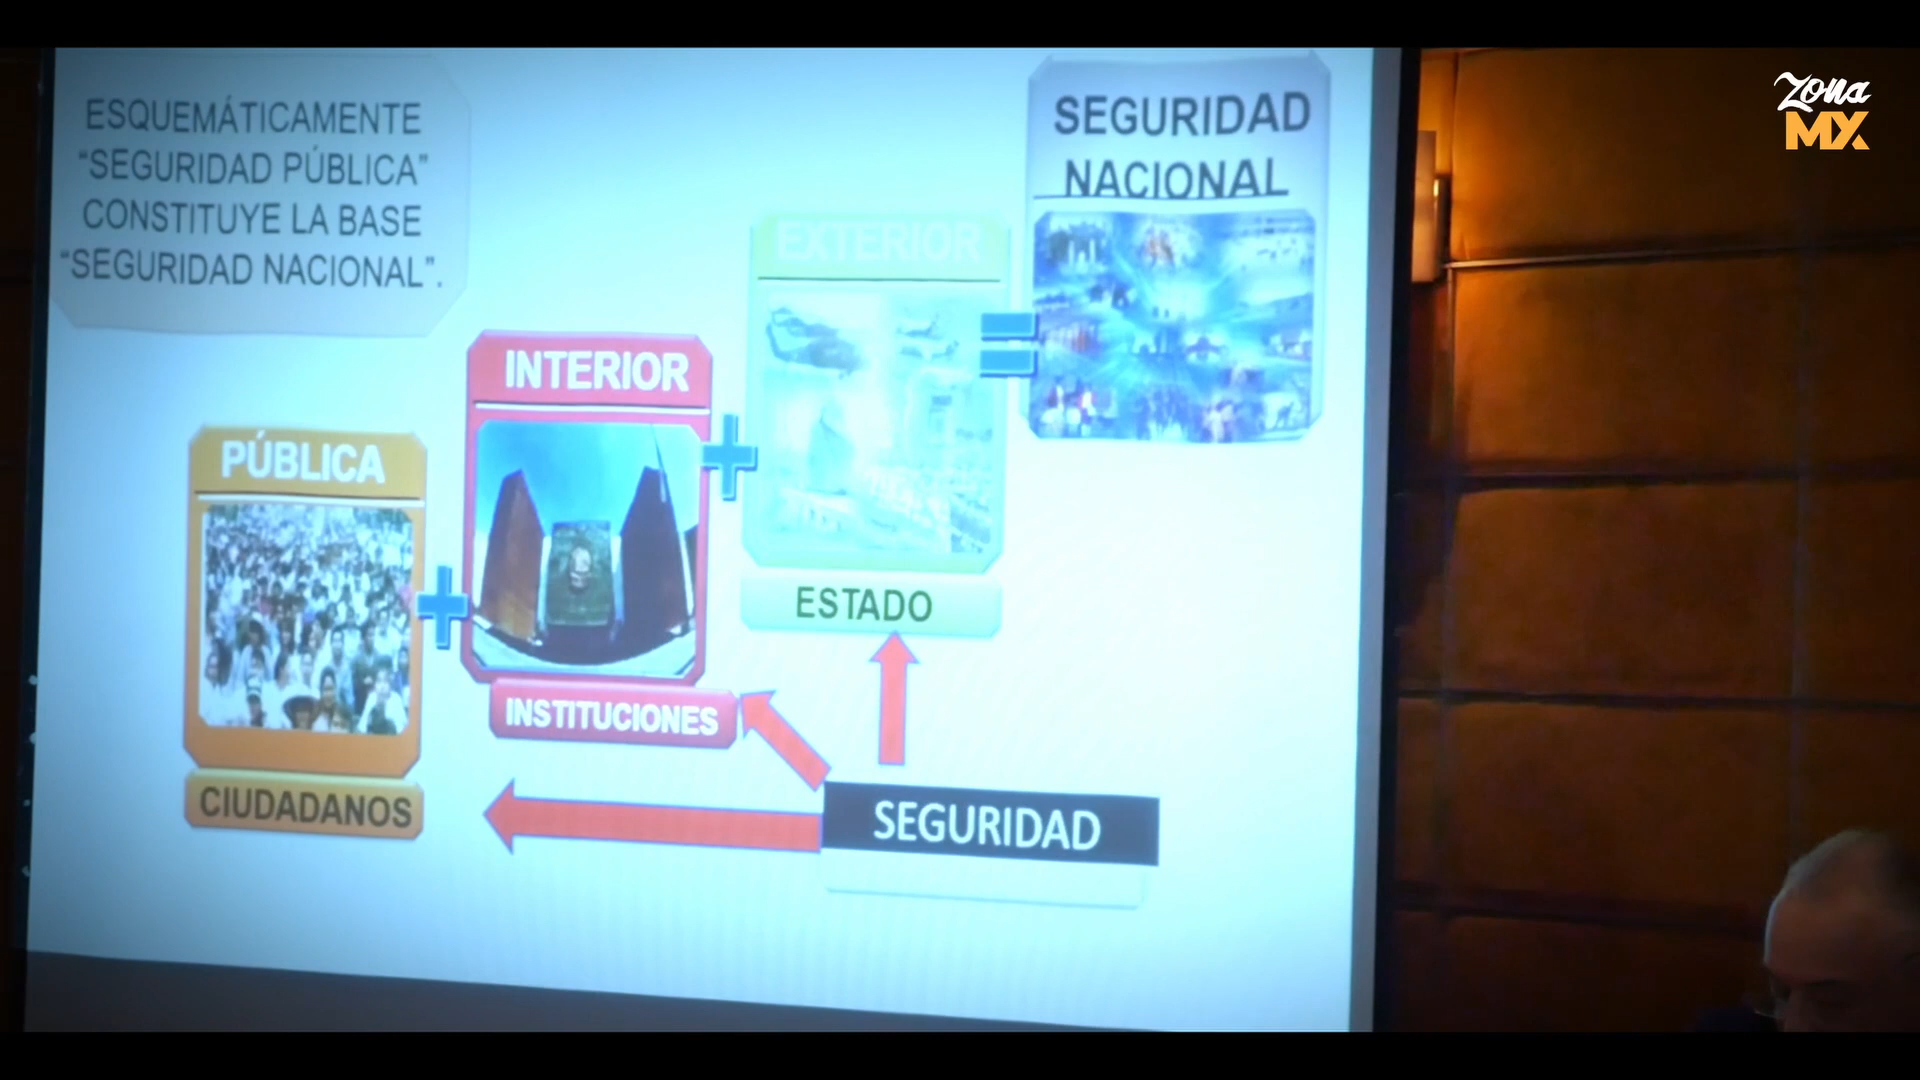 ESQUEMÁTICAMENTE
“SEGURIDAD PÚBLICA”
CONSTITUYE LA BASE
“SEGURIDAD NACIONAL”.
SEGURIDAD
NACIONAL
Zona
MX
EXTERIOR
INTERIOR
PÚBLICA
ESTADO
INSTITUCIONES
CIUDADANOS
SEGURIDAD